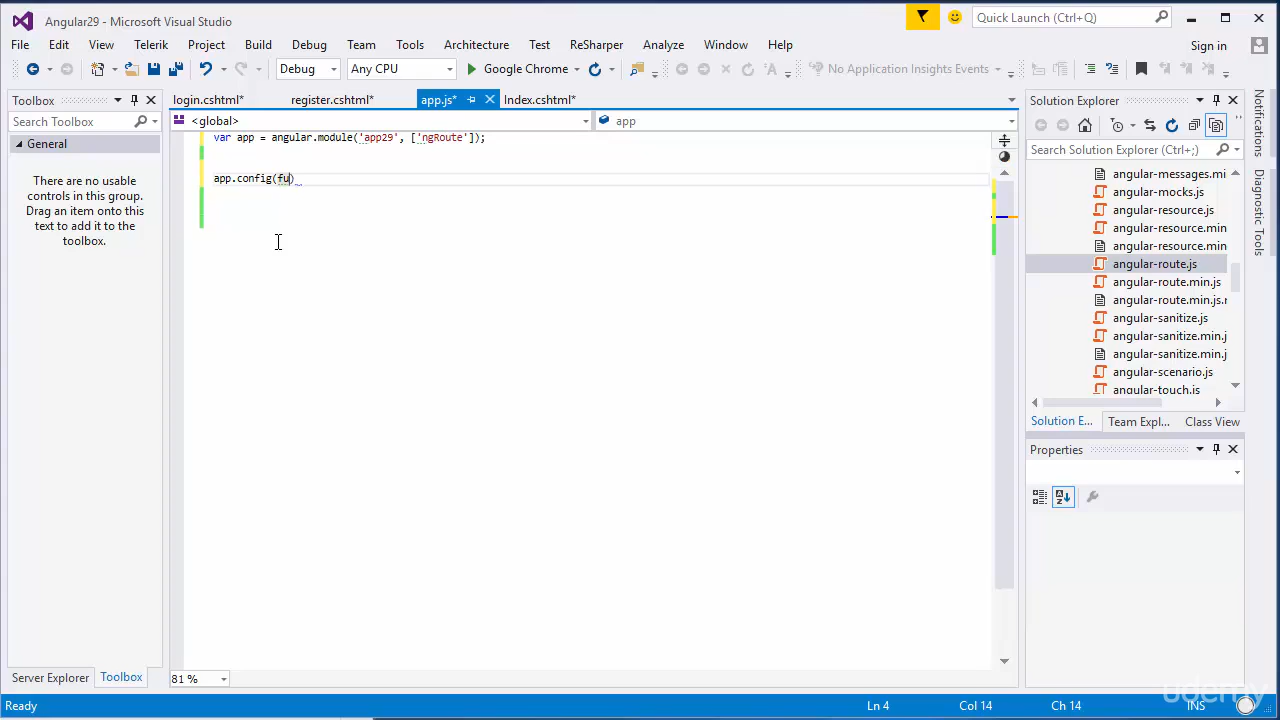 Angular29 - Microsoft Visual Studio
Quick Launch (Ctrl+Q)
File Edit View Telerik Project Build Debug Team Tools Architecture Test ReSharper Analyze Window Help
Sign in
Debug Any CPU Google Chrome No Application Insights Events
Toolbox
login.cshtml* register.cshtml* app.js* Index.cshtml*
Solution Explorer
Search Toolbox
<global> app
General
There are no usable
controls in this group.
Drag an item onto this
text to add it to the
toolbox.
var app = angular.module('app29', ['ngRoute']);
app.config(fu)
Search Solution Explorer
angular-messages.mi
angular-mocks.js
angular-resource.js
angular-resource.min
angular-resource.min
angular-route.js
angular-route.min.js
angular-route.min.js.r
angular-sanitize.js
angular-sanitize.min.j
angular-sanitize.min.j
angular-scenario.js
angular-touch.js
Solution E... Team Expl... Class View
Properties
Notifications
Diagnostic Tools
Server Explorer Toolbox
81 %
Ready Ln 4 Col 14 Ch 14 INS
udemy